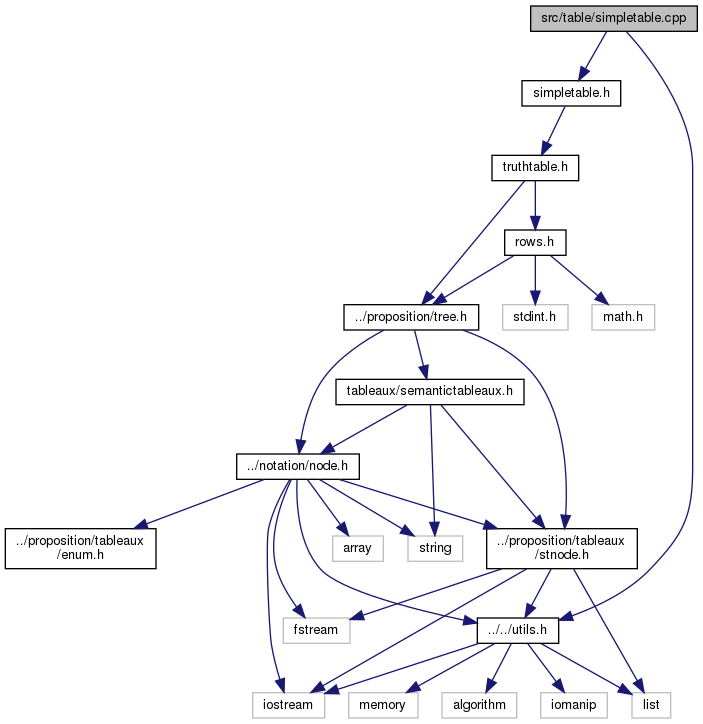 src/table/simpletable.cpp
simpletable.h
truthtable.h
rows.h
../proposition/tree.h
stdint.h
math.h
tableaux/semantictableaux.h
../notation/node.h
../proposition/tableaux
/enum.h
array
string
../proposition/tableaux
/stnode.h
fstream
../../utils.h
iostream
memory
algorithm
iomanip
list